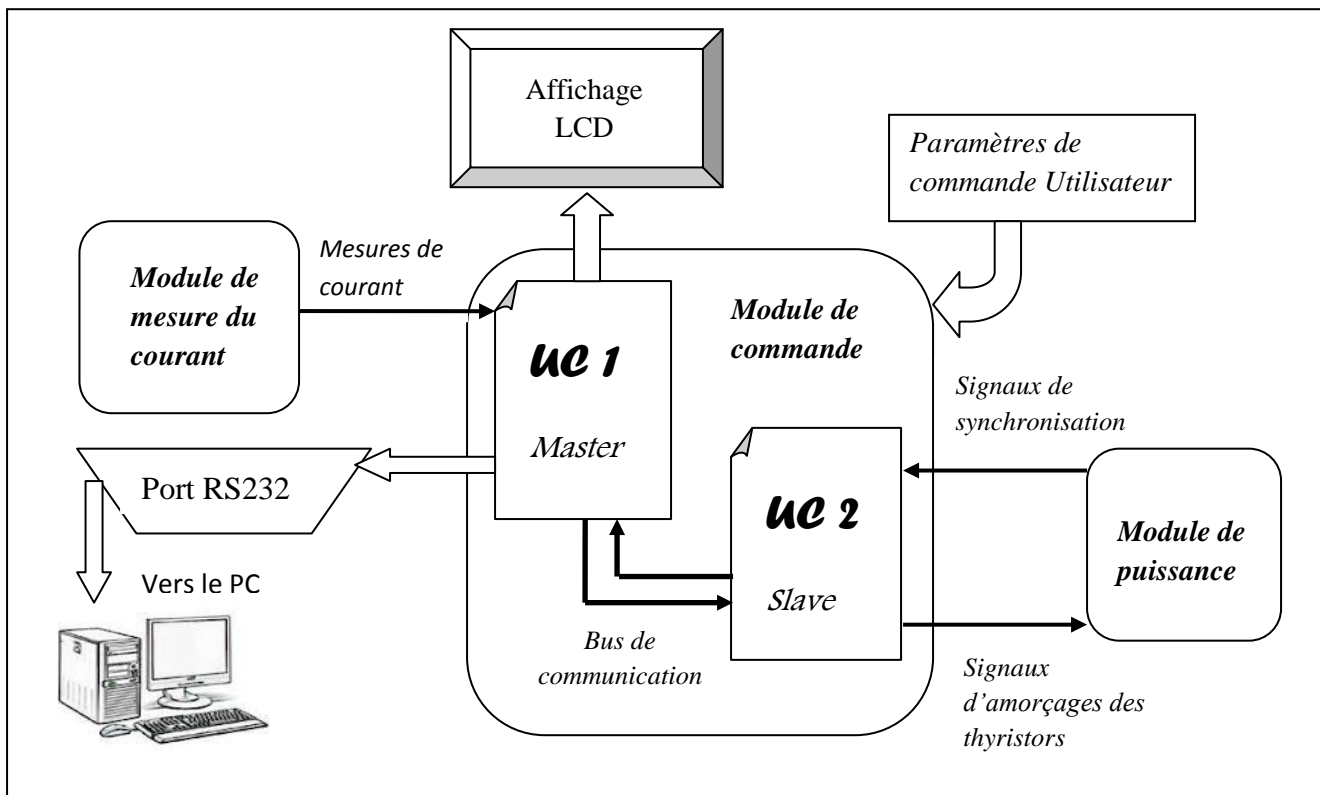 Affichage
LCD
Paramètres de
commande Utilisateur
Module de
mesure du
courant
Mesures de
courant
UC 1
Master
Module de
commande
Signaux de
synchronisation
Port RS232
UC 2
Slave
Module de
puissance
Vers le PC
Bus de
communication
Signaux
d'amorçages des
thyristors